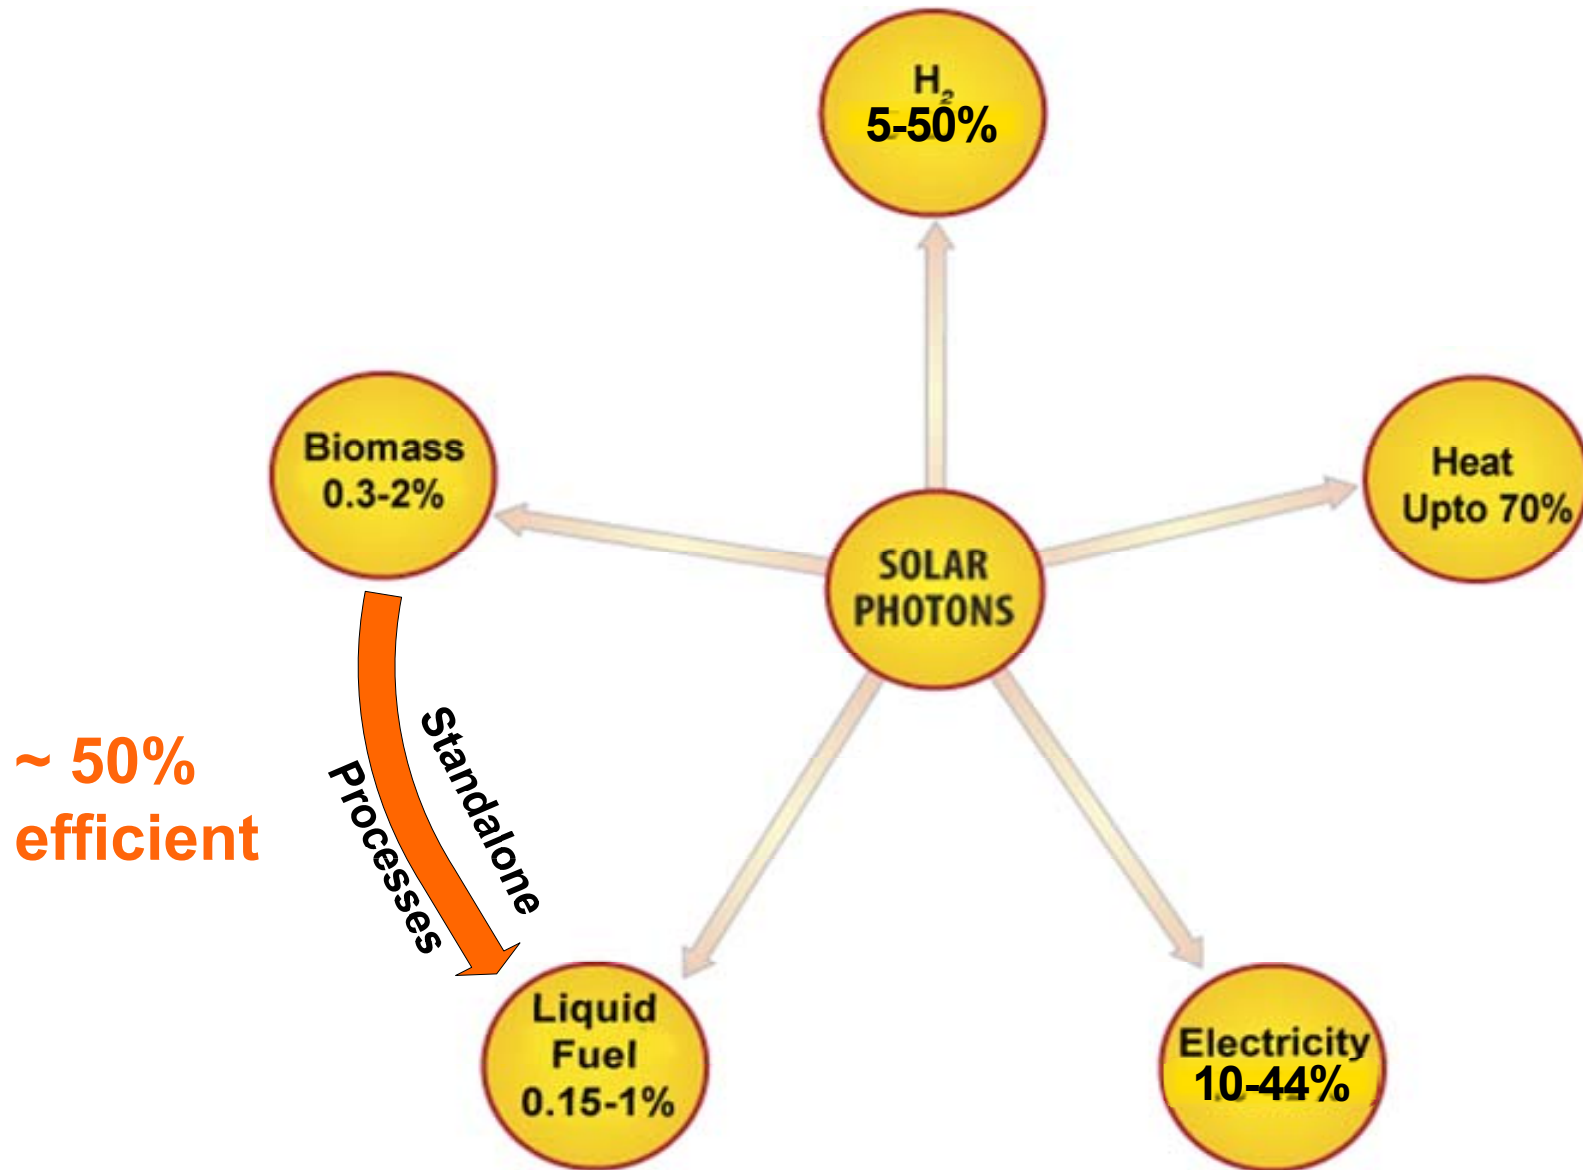 H₂
5-50%
Biomass
0.3-2%
Heat
Upto 70%
SOLAR
PHOTONS
~ 50%
efficient
Standalone
Processes
Liquid
Fuel
0.15-1%
Electricity
10-44%